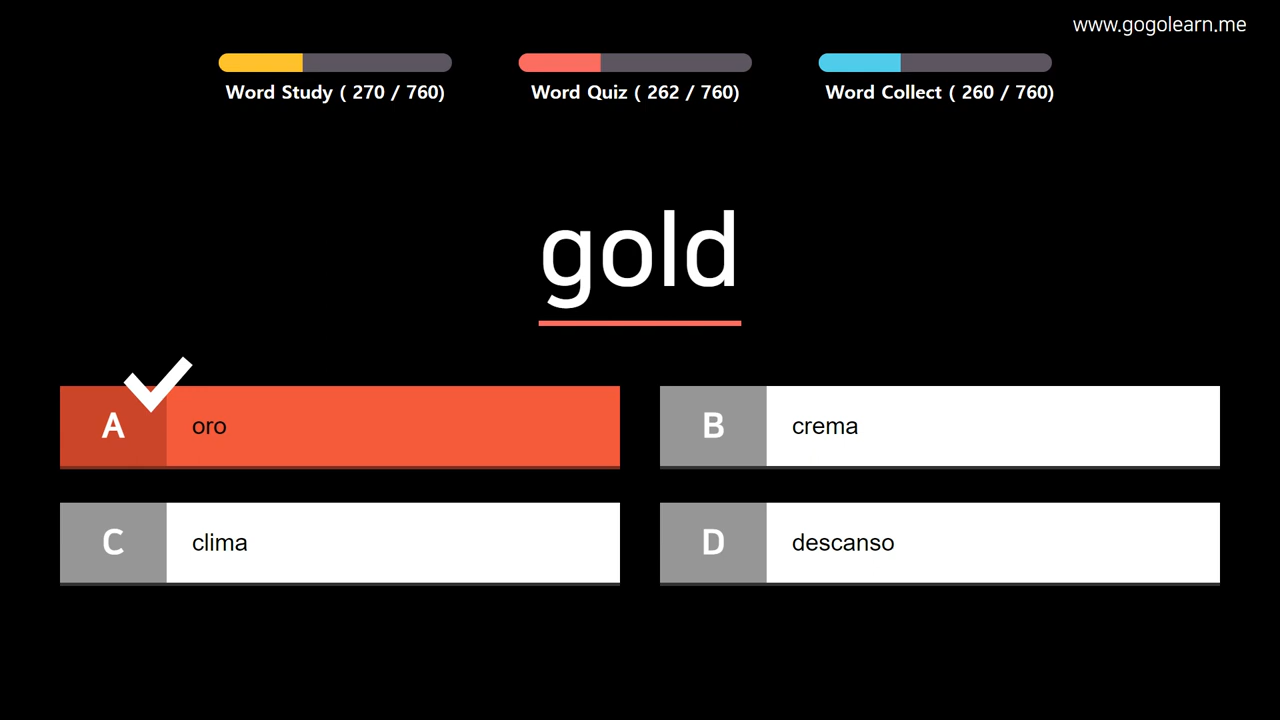 www.gogolearn.me
Word Study ( 270 / 760)
Word Quiz ( 262 / 760)
Word Collect ( 260 / 760)
gold
A
oro
B
crema
C
clima
D
descanso